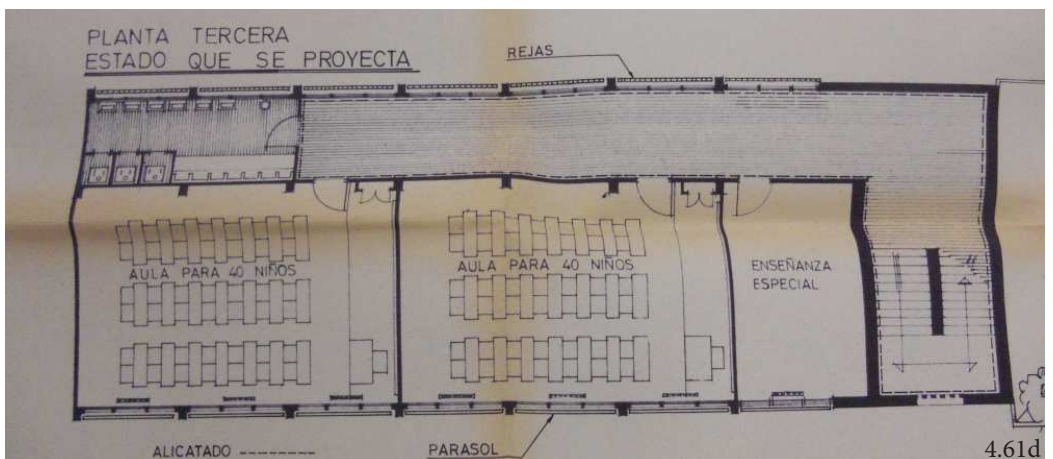 PLANTA TERCERA
ESTADO QUE SE PROYECTA
REJAS
AULA PARA 40 NIÑOS
AULA PARA 40 NIÑOS
ENSEÑANZA
ESPECIAL
ALICATADO
PARASOL
4.61d